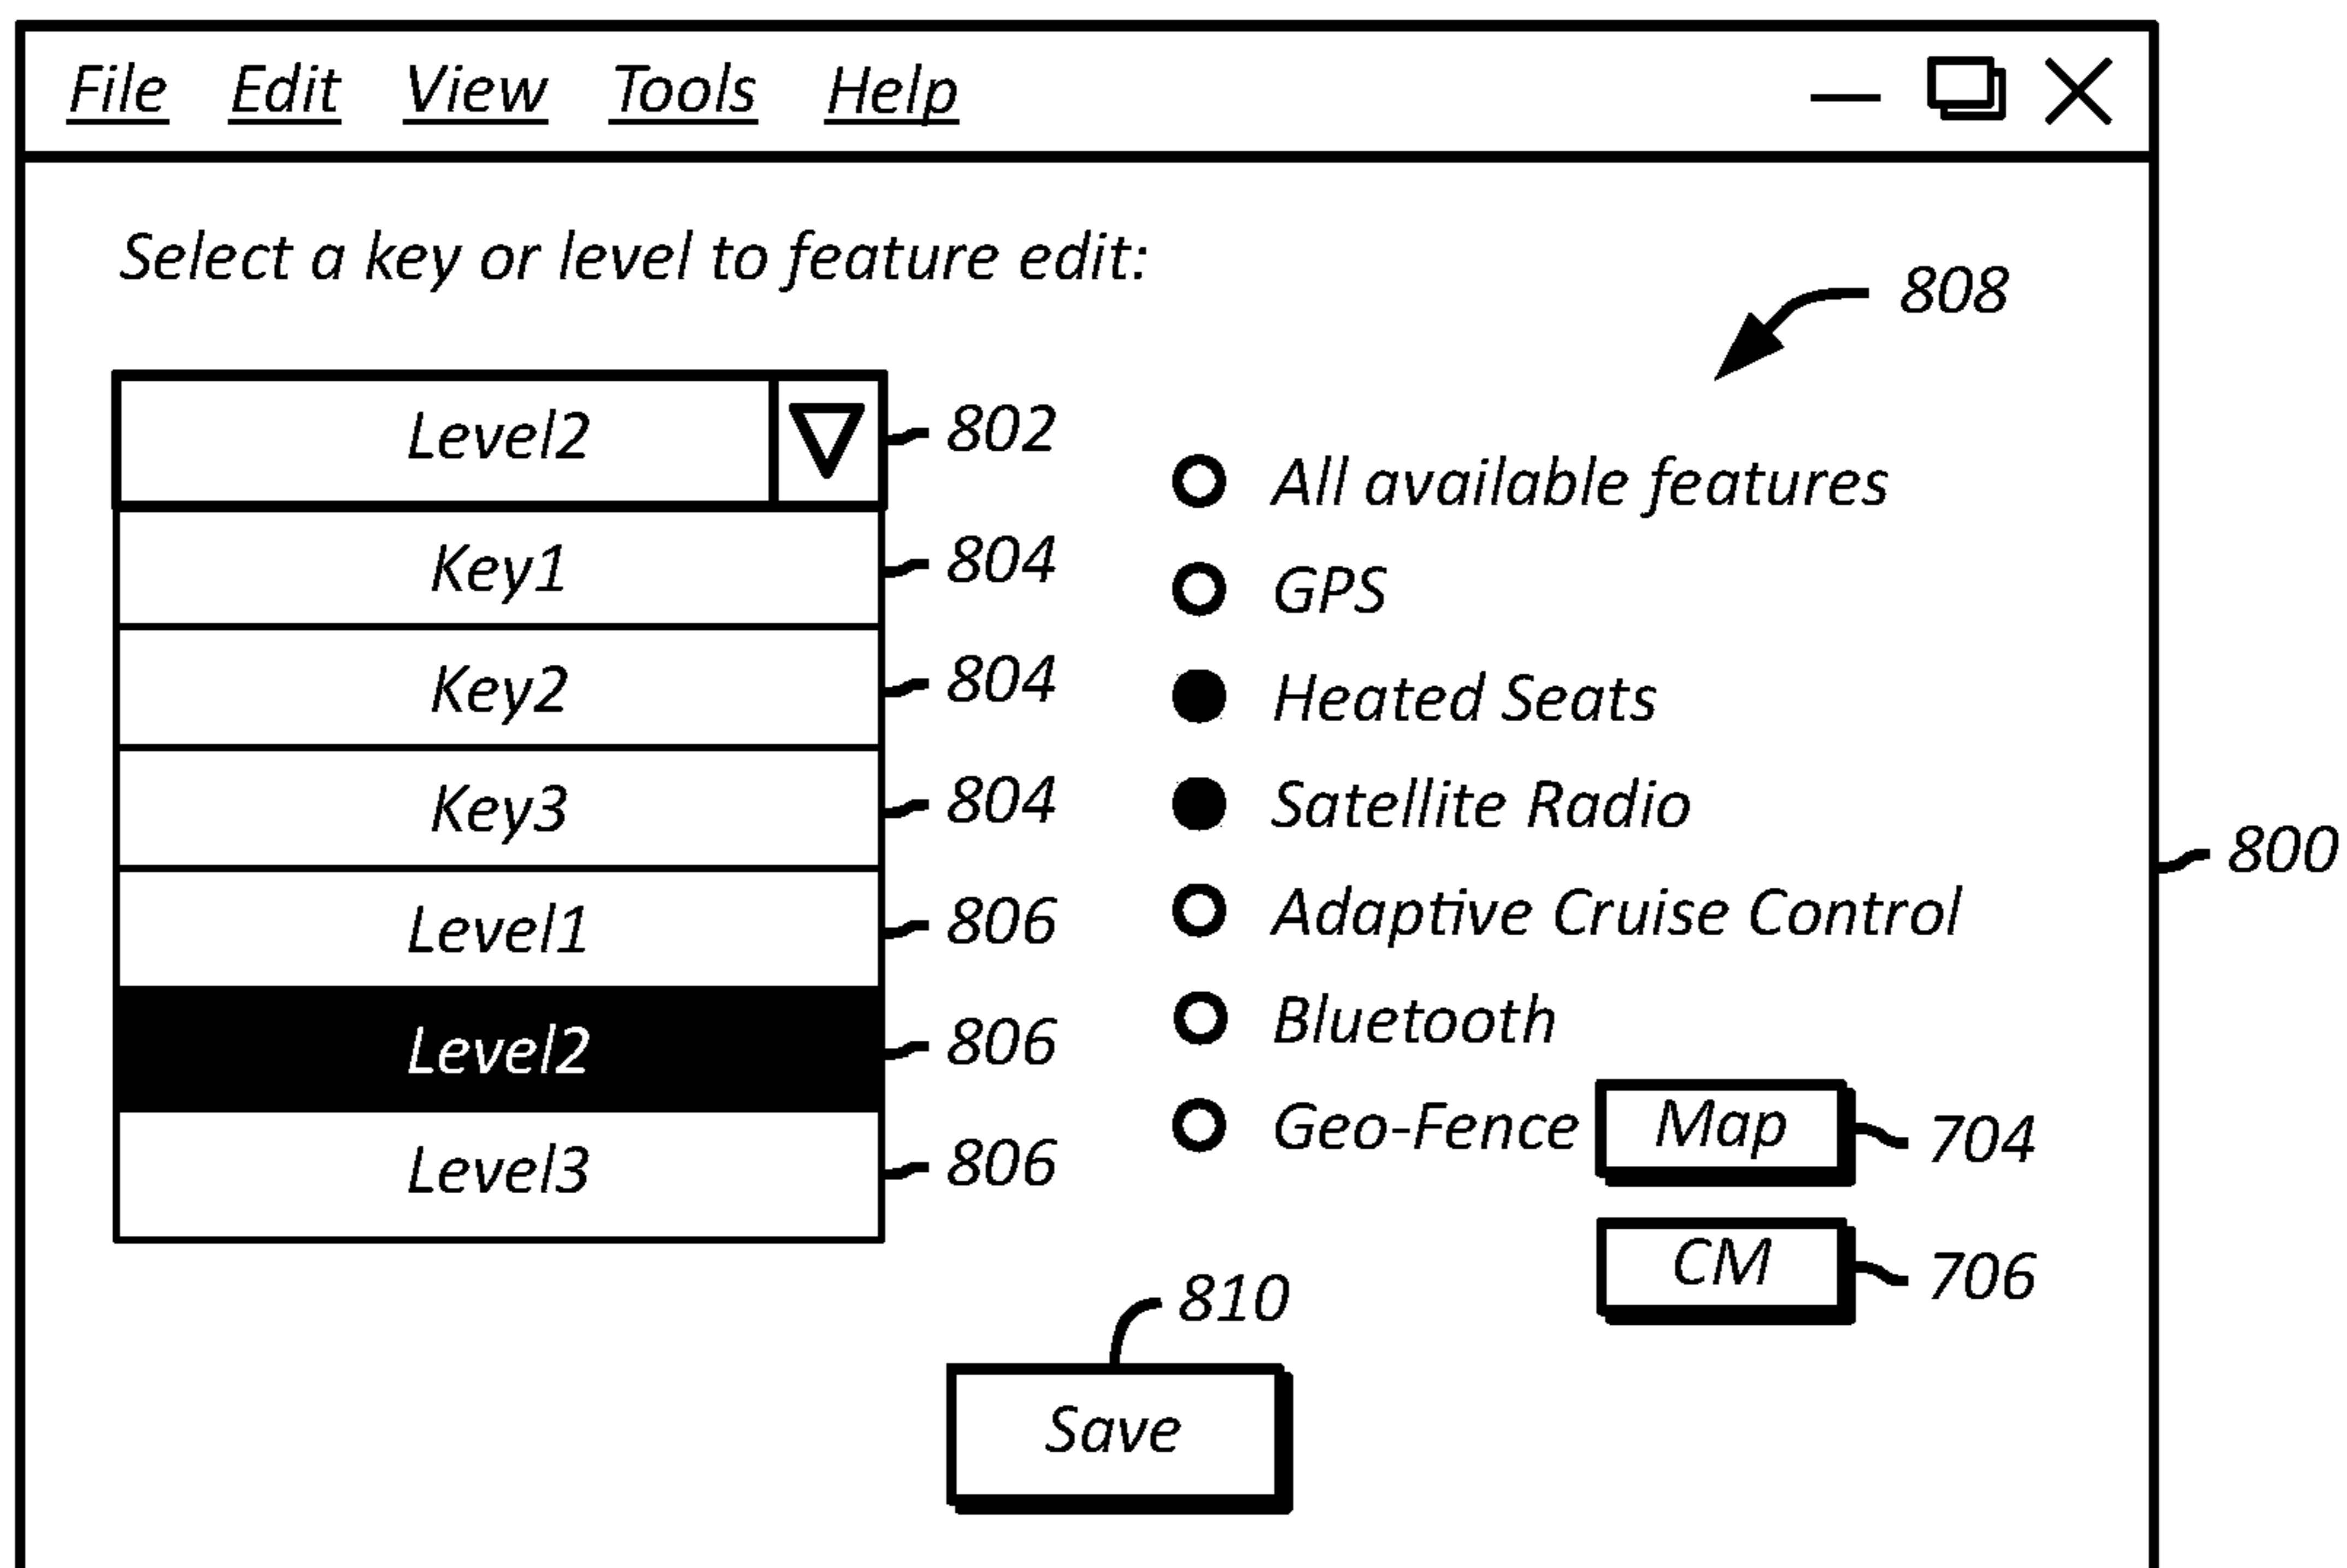 File Edit View Tools Help
Select a key or level to feature edit:
808
Level2 802
Key1 804
Key2 804
Key3 804
Level1 806
Level2 806
Level3 806
All available features
GPS
Heated Seats
Satellite Radio
Adaptive Cruise Control
Bluetooth
Geo-Fence Map 704
CM 706
800
810
Save